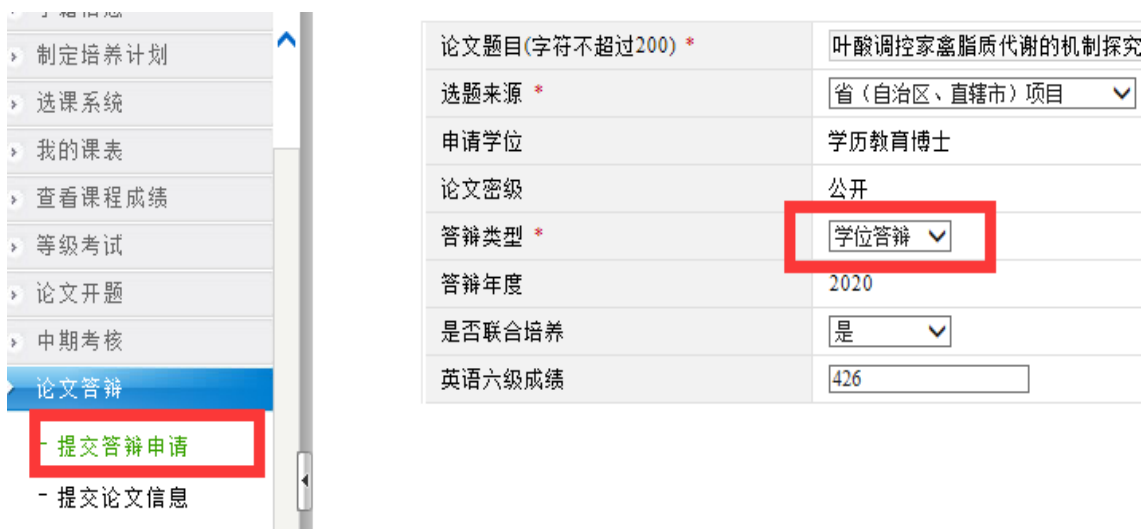 制定培养计划
选课系统
我的课表
查看课程成绩
等级考试
论文开题
中期考核
论文答辩
- 提交答辩申请
- 提交论文信息
论文题目(字符不超过200) * 叶酸调控家禽脂质代谢的机制探究
选题来源 * 省（自治区、直辖市）项目
申请学位 学历教育博士
论文密级 公开
答辩类型 * 学位答辩
答辩年度 2020
是否联合培养 是
英语六级成绩 426